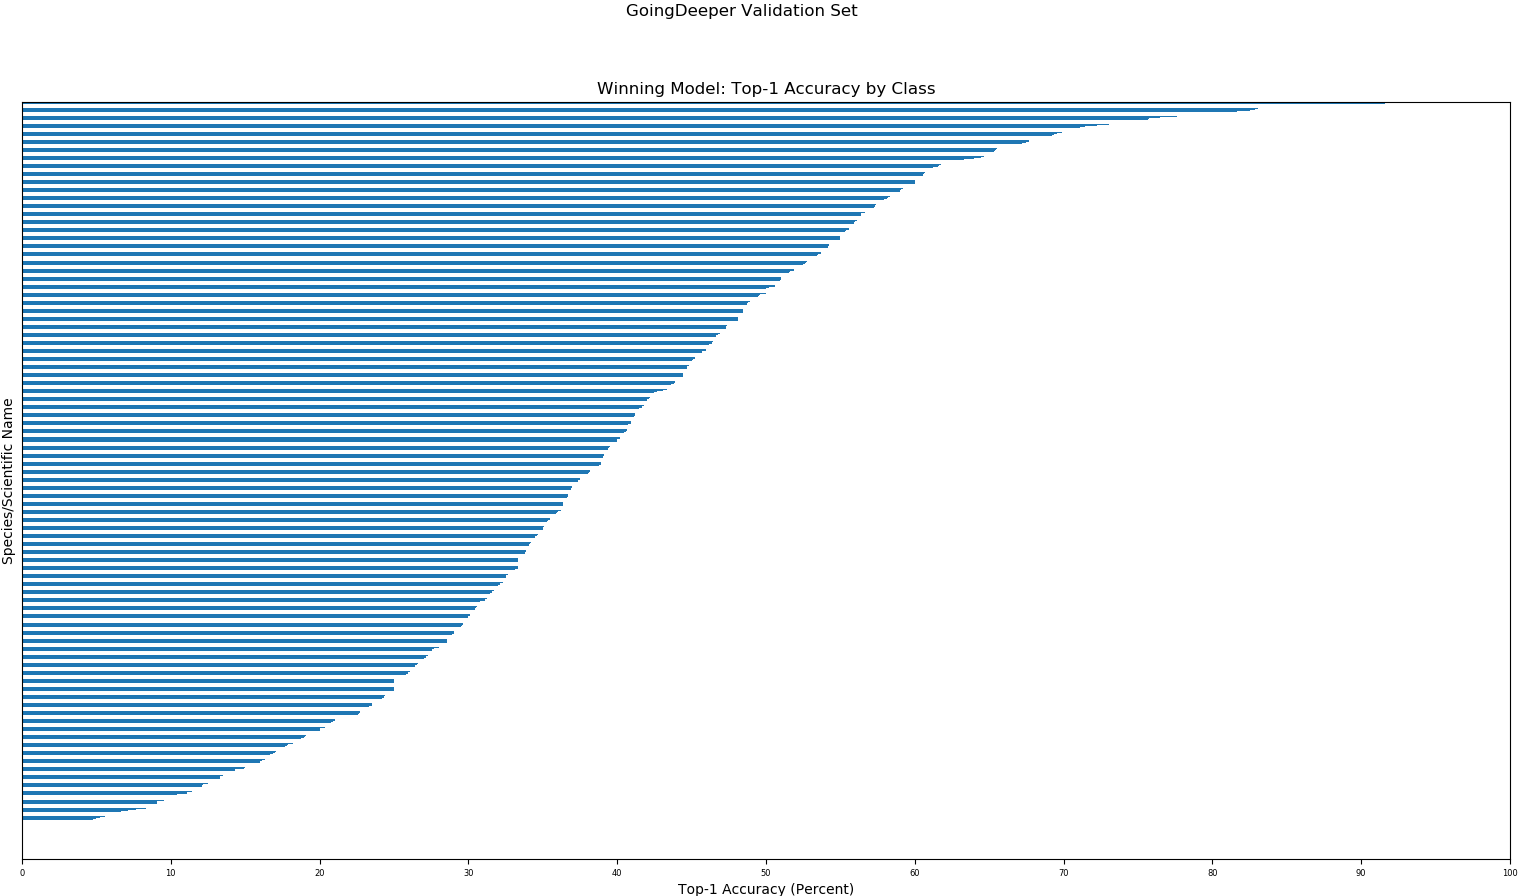 GoingDeeper Validation Set
Winning Model: Top-1 Accuracy by Class
Species/Scientific Name
0 10 20 30 40 50 60 70 80 90 100
Top-1 Accuracy (Percent)